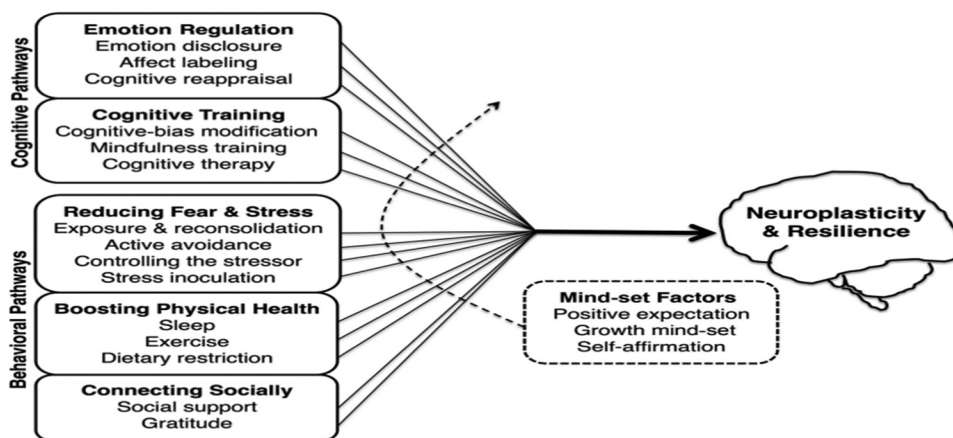 Cognitive Pathways
Emotion Regulation
Emotion disclosure
Affect labeling
Cognitive reappraisal
Cognitive Training
Cognitive-bias modification
Mindfulness training
Cognitive therapy
Behavioral Pathways
Reducing Fear & Stress
Exposure & reconsolidation
Active avoidance
Controlling the stressor
Stress inoculation
Boosting Physical Health
Sleep
Exercise
Dietary restriction
Connecting Socially
Social support
Gratitude
Mind-set Factors
Positive expectation
Growth mind-set
Self-affirmation
Neuroplasticity
& Resilience